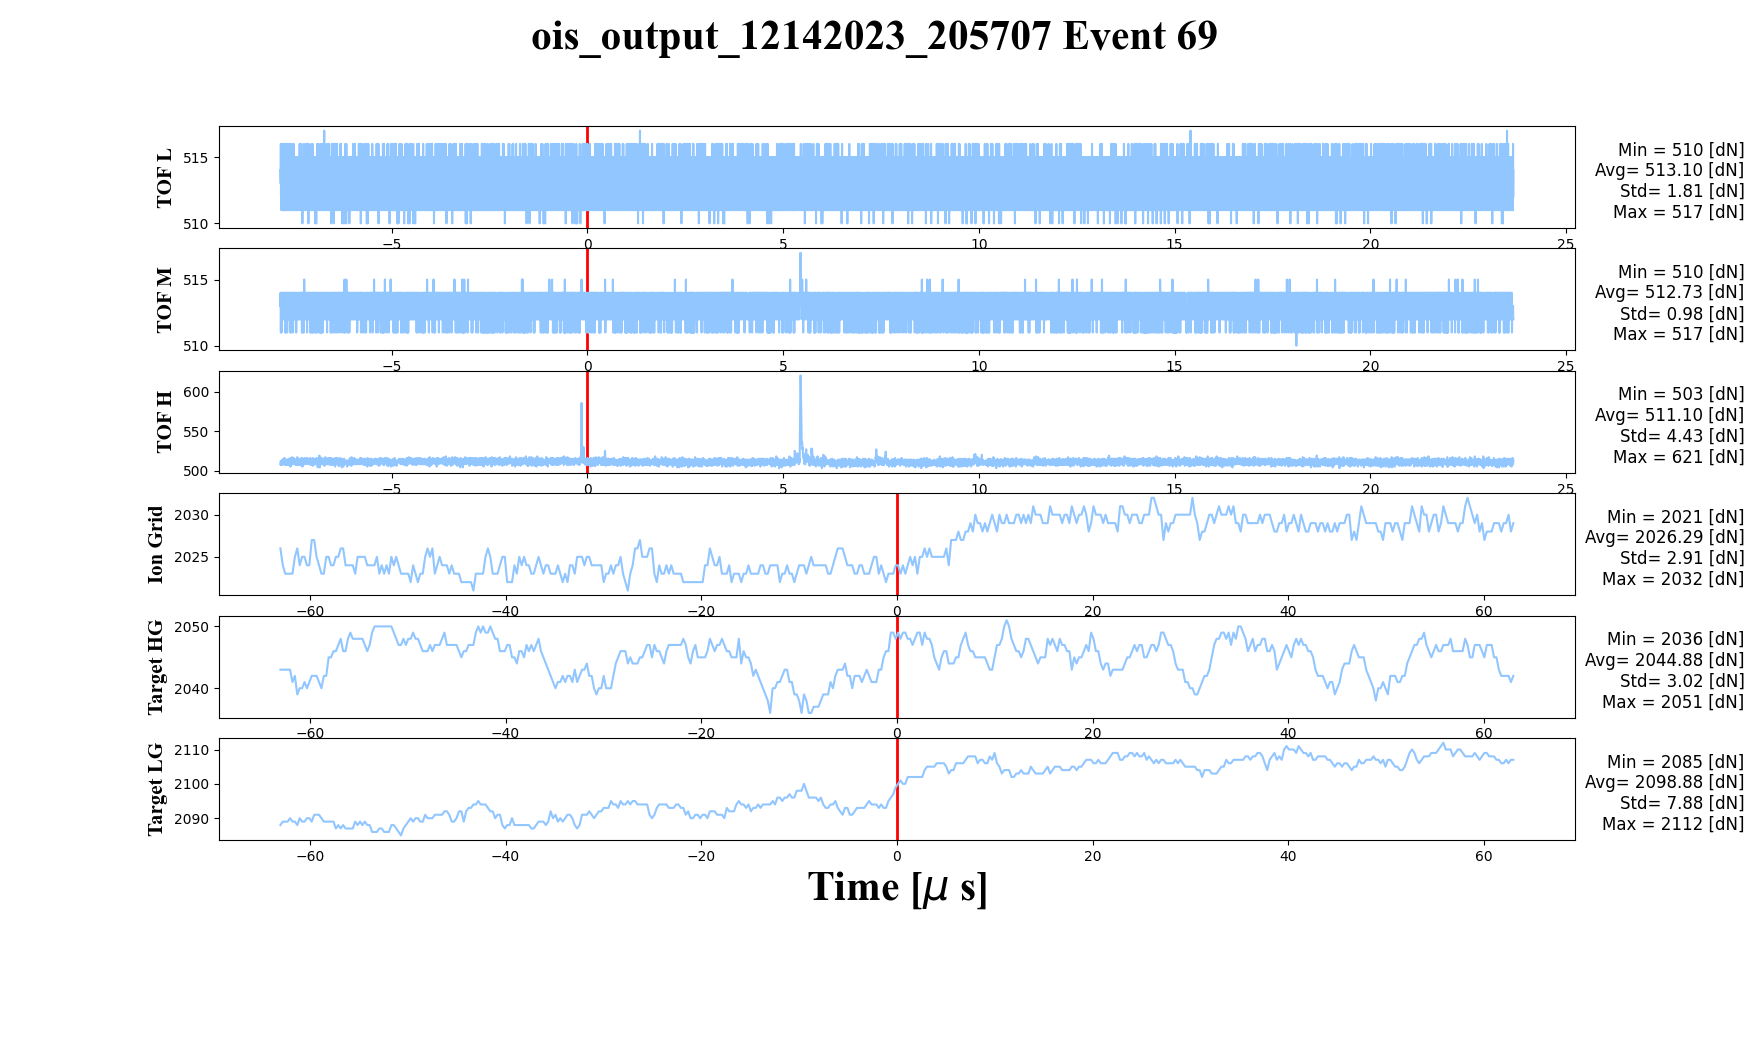 ois_output_12142023_205707 Event 69
TOF L
515
510
−5
0
5
10
15
20
25
Min = 510 [dN]
Avg= 513.10 [dN]
Std= 1.81 [dN]
Max = 517 [dN]
TOF M
515
510
−5
0
5
10
15
20
25
Min = 510 [dN]
Avg= 512.73 [dN]
Std= 0.98 [dN]
Max = 517 [dN]
TOF H
600
550
500
−5
0
5
10
15
20
25
Min = 503 [dN]
Avg= 511.10 [dN]
Std= 4.43 [dN]
Max = 621 [dN]
Ion Grid
2030
2025
−60
−40
−20
0
20
40
60
Min = 2021 [dN]
Avg= 2026.29 [dN]
Std= 2.91 [dN]
Max = 2032 [dN]
Target HG
2050
2040
−60
−40
−20
0
20
40
60
Min = 2036 [dN]
Avg= 2044.88 [dN]
Std= 3.02 [dN]
Max = 2051 [dN]
Target LG
2110
2100
2090
−60
−40
−20
0
20
40
60
Min = 2085 [dN]
Avg= 2098.88 [dN]
Std= 7.88 [dN]
Max = 2112 [dN]
Time [μ s]